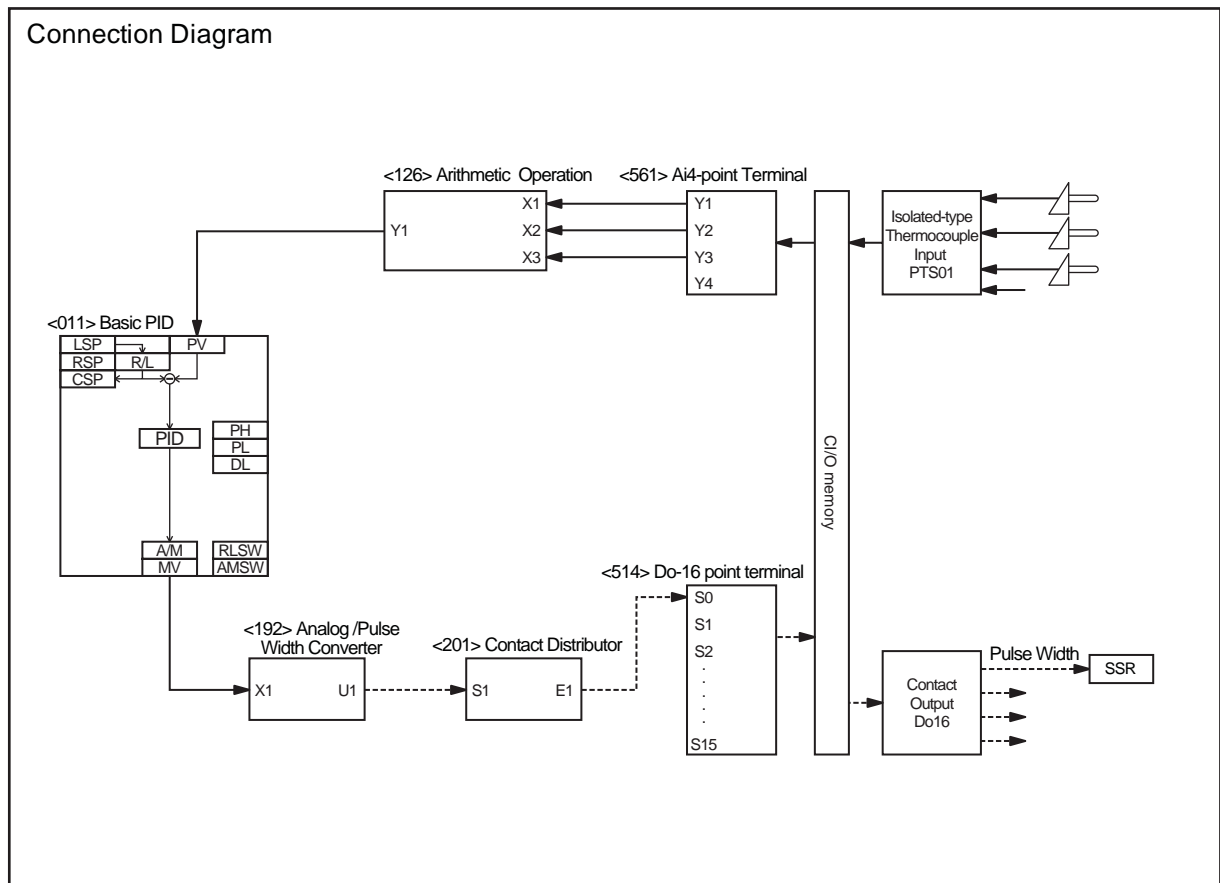 Connection Diagram
<126> Arithmetic Operation
X1
X2
X3
Y1
<561> Ai4-point Terminal
Y1
Y2
Y3
Y4
Isolated-type
Thermocouple
Input
PTS01
<011> Basic PID
LSP
PV
RSP
R/L
CSP
PID
PH
PL
DL
A/M
RLSW
MV
AMSW
CI/O memory
<514> Do-16 point terminal
S0
S1
S2
S15
<192> Analog /Pulse
Width Converter
X1
U1
<201> Contact Distributor
S1
E1
Contact
Output
Do16
Pulse Width
SSR